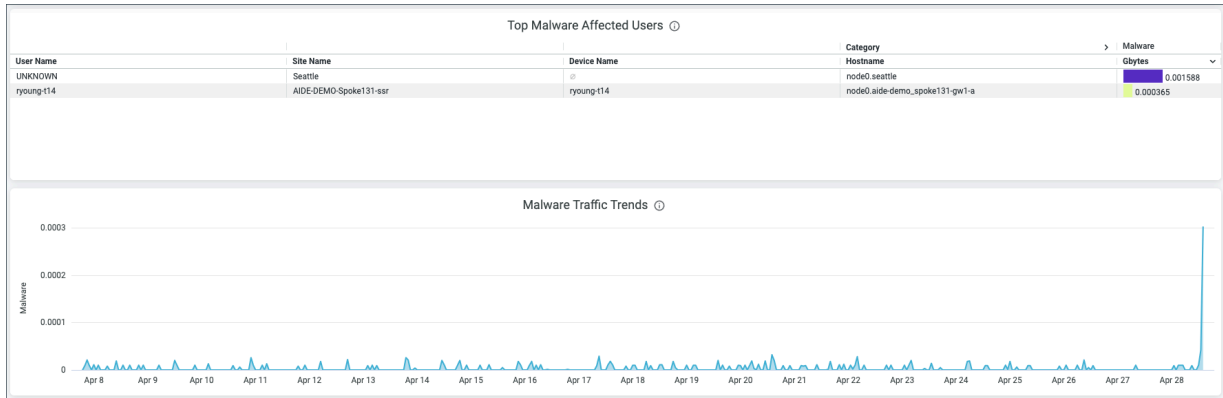 Top Malware Affected Users
Category > Malware
User Name Site Name Device Name Hostname Gbytes
UNKNOWN Seattle ∅ node0.seattle 0.001588
ryoung-t14 AIDE-DEMO-Spoke131-ssr ryoung-t14 node0.aide-demo_spoke131-gw1-a 0.000365
Malware Traffic Trends
0.0003
0.0002
0.0001
0
Malware
Apr 8 Apr 9 Apr 10 Apr 11 Apr 12 Apr 13 Apr 14 Apr 15 Apr 16 Apr 17 Apr 18 Apr 19 Apr 20 Apr 21 Apr 22 Apr 23 Apr 24 Apr 25 Apr 26 Apr 27 Apr 28